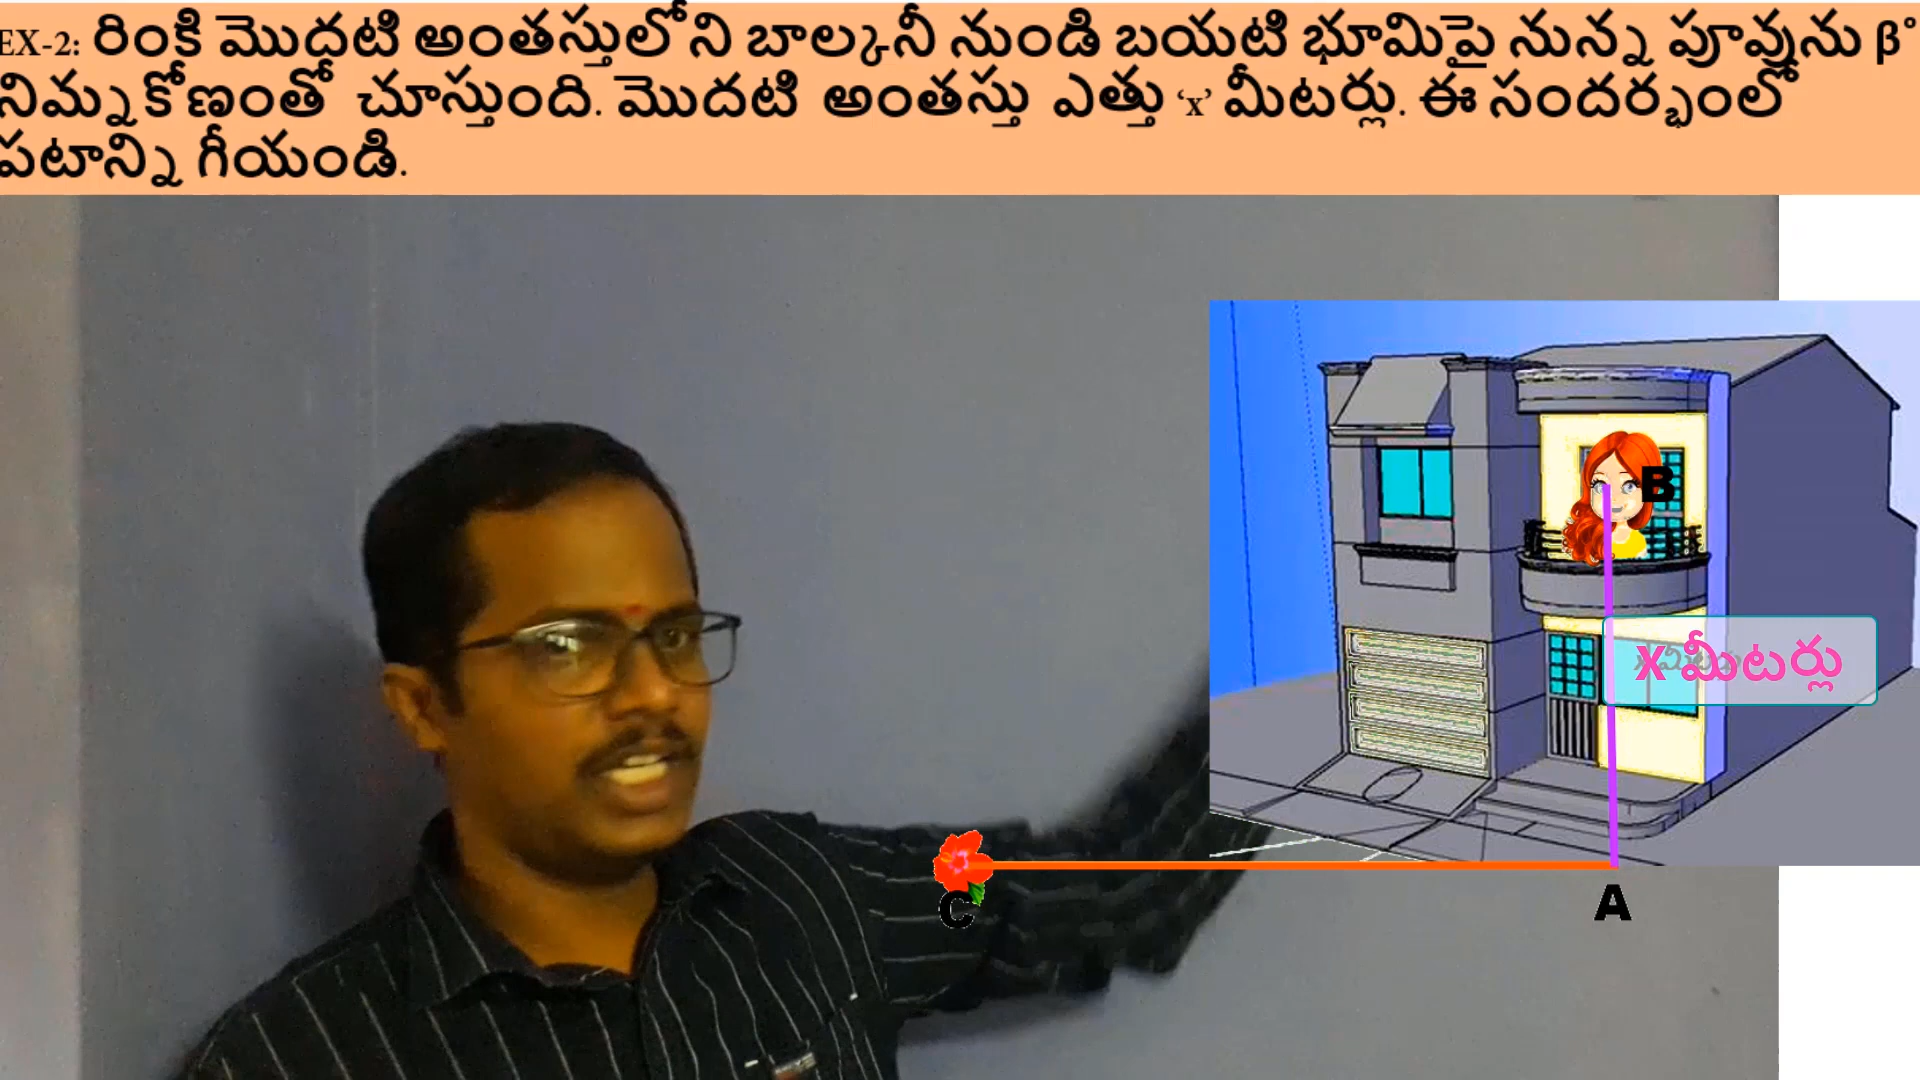 EX-2: రింకి మొదటి అంతస్తులోని బాల్కనీ నుండి బయటి భూమిపై నున్న పూవ్వును β°
నిమ్న కోణంతో చూస్తుంది. మొదటి అంతస్తు ఎత్తు ‘x’ మీటర్లు. ఈ సందర్భంలో
పటాన్ని గీయండి.
B
x మీటర్లు
C
A